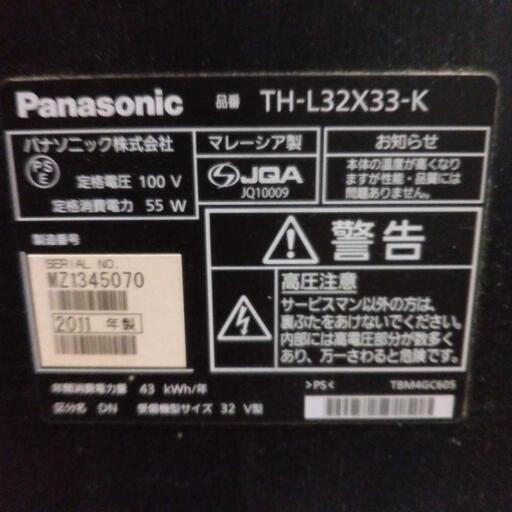 Panasonic 品番 TH-L32X33-K
パナソニック株式会社
PS
E
定格電圧 100 V
定格消費電力 55 W
マレーシア製
JQA
JQ10009
お知らせ
本体の温度が高くなり
ますが性能・品質には
問題ありません。
製造番号
SERIAL NO.
MZ1345070
2011 年製
警告
高圧注意
サービスマン以外の方は、
裏ぶたをあけないでください。
内部には高電圧部分が数多く
あり、万一さわると危険です。
年間消費電力量 43 kWh/年
区分名 DN 受信機型サイズ 32 V型
>PS<
TBM4GC605